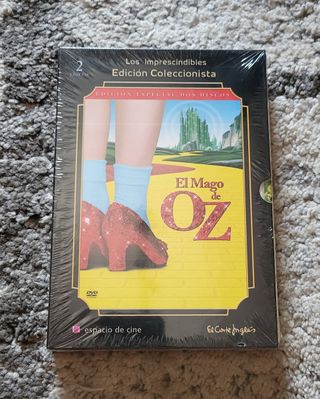 2
Los Imprescindibles
Edición Coleccionista
EDICIÓN ESPECIAL DOS DISCOS
El Mago
de
OZ
DVD
espacio de cine
El Corte Inglés